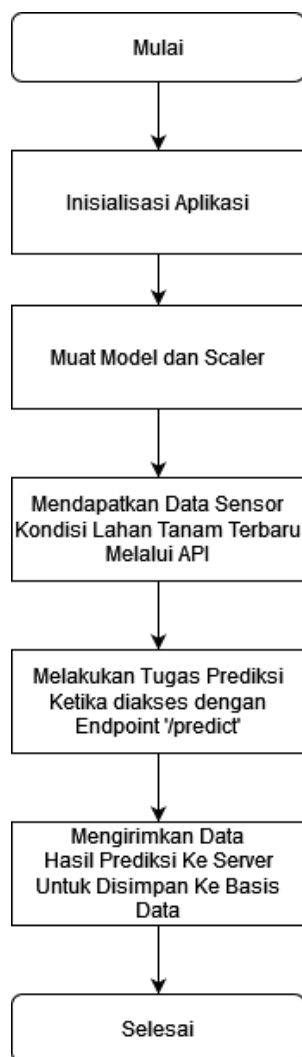 Mulai
Inisialisasi Aplikasi
Muat Model dan Scaler
Mendapatkan Data Sensor
Kondisi Lahan Tanam Terbaru
Melalui API
Melakukan Tugas Prediksi
Ketika diakses dengan
Endpoint '/predict'
Mengirimkan Data
Hasil Prediksi Ke Server
Untuk Disimpan Ke Basis
Data
Selesai